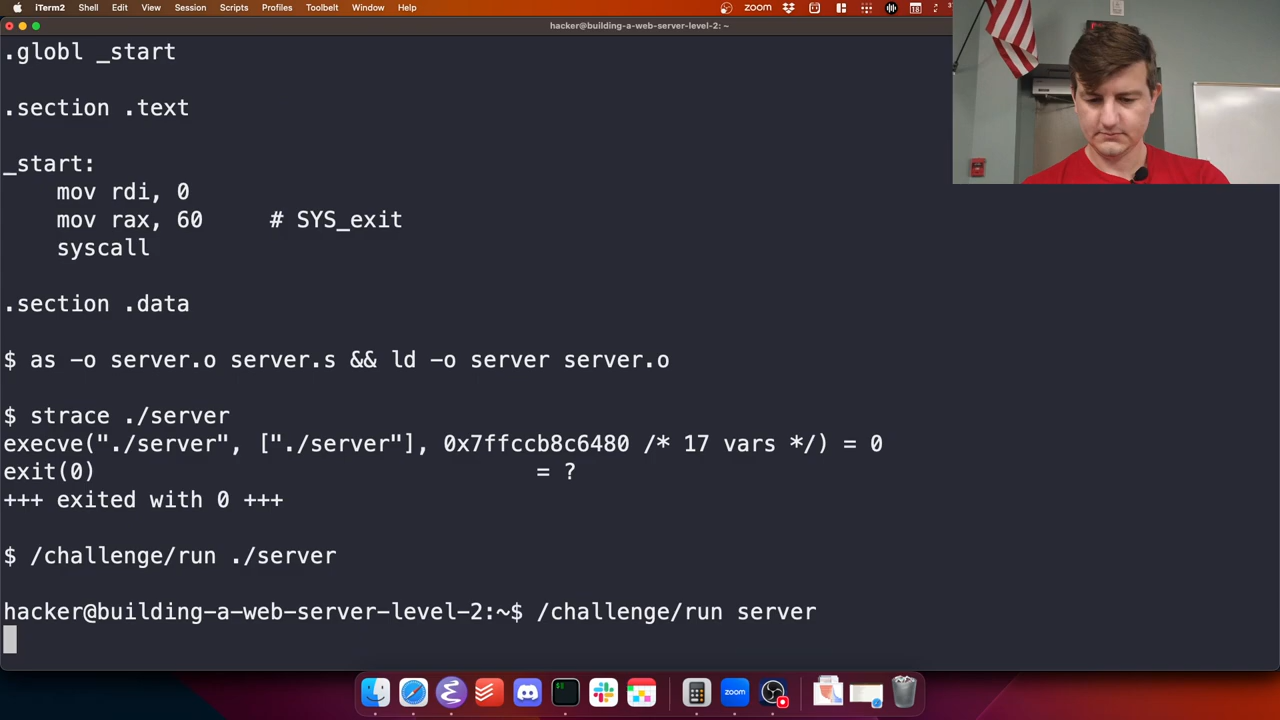 iTerm2 Shell Edit View Session Scripts Profiles Toolbelt Window Help zoom 18
hacker@building-a-web-server-level-2: ~
.globl _start
.section .text
_start:
mov rdi, 0
mov rax, 60 # SYS_exit
syscall
.section .data
$ as -o server.o server.s && ld -o server server.o
$ strace ./server
execve("./server", ["./server"], 0x7ffccb8c6480 /* 17 vars */) = 0
exit(0) = ?
+++ exited with 0 +++
$ /challenge/run ./server
hacker@building-a-web-server-level-2:~$ /challenge/run server
zoom